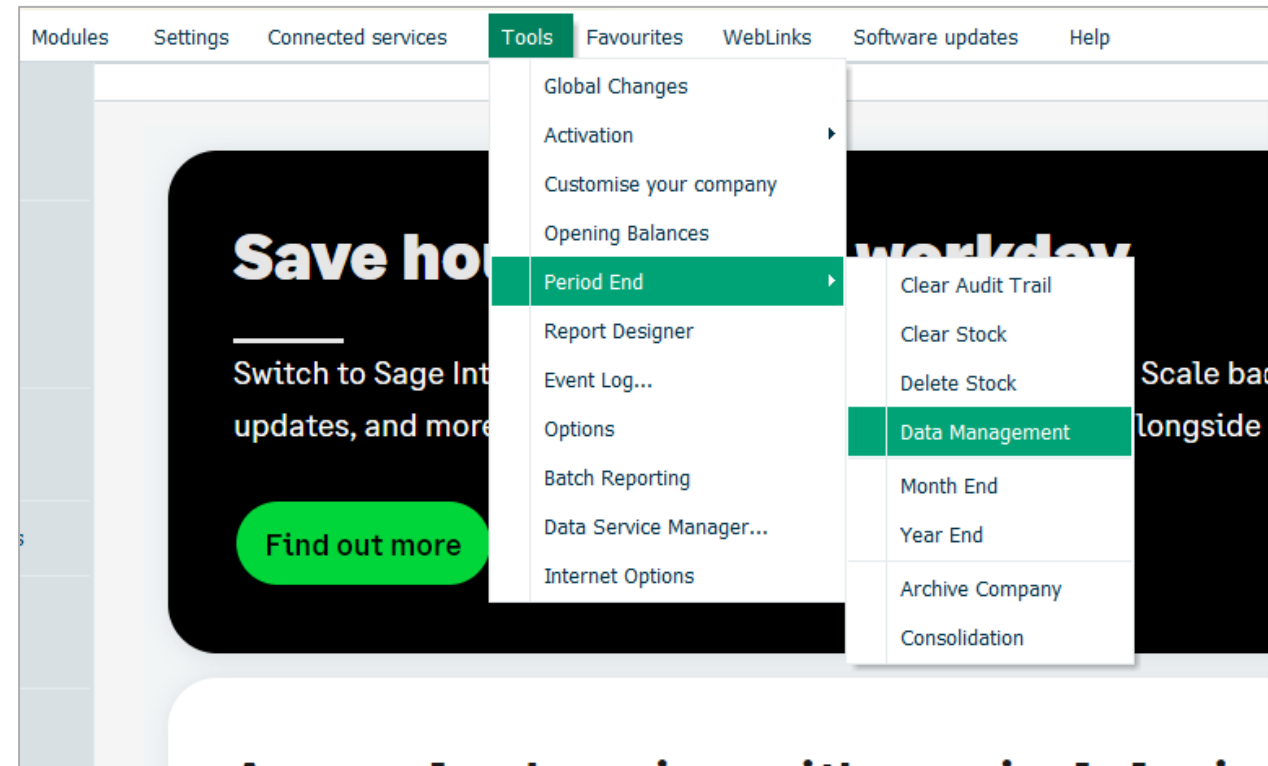 Modules Settings Connected services Tools Favourites WebLinks Software updates Help
Global Changes
Activation
Customise your company
Opening Balances
Period End
Report Designer
Event Log...
Options
Batch Reporting
Data Service Manager...
Internet Options
Clear Audit Trail
Clear Stock
Delete Stock
Data Management
Month End
Year End
Archive Company
Consolidation
Save hou workday
Switch to Sage Int Scale bac
updates, and more longside
Find out more
s